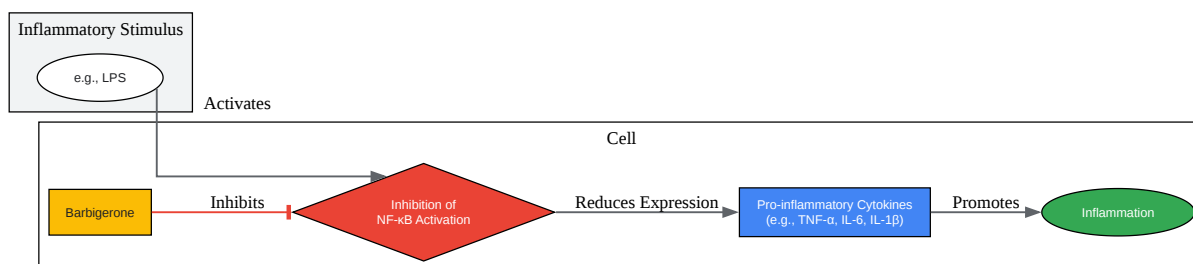 Inflammatory Stimulus
e.g., LPS
Activates
Cell
Barbigerone
Inhibits
Inhibition of
NF-κB Activation
Reduces Expression
Pro-inflammatory Cytokines
(e.g., TNF-α, IL-6, IL-1β)
Promotes
Inflammation